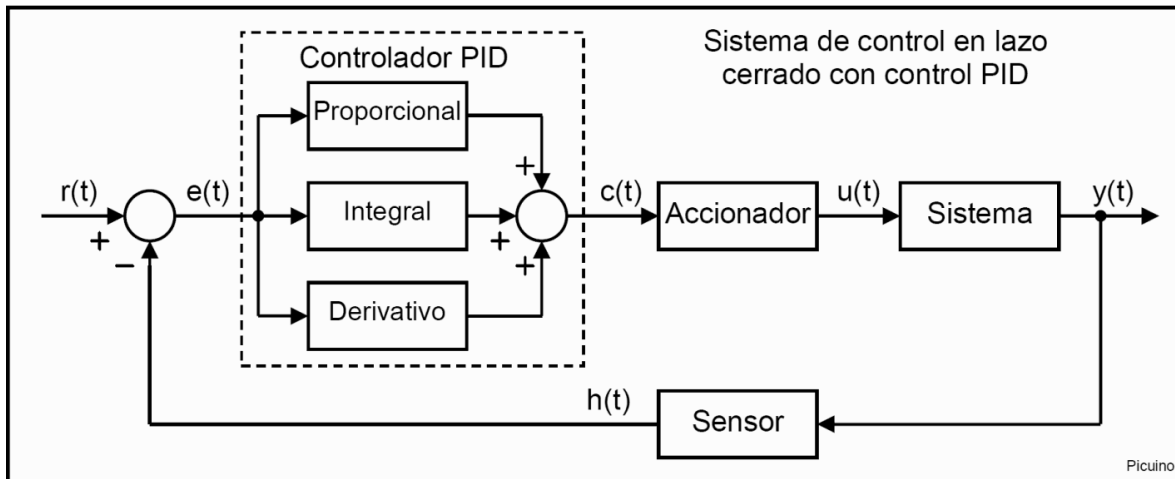 Sistema de control en lazo
cerrado con control PID
Controlador PID
Proporcional
+
r(t)
e(t)
Integral
c(t)
Accionador
u(t)
Sistema
y(t)
+
+
−
+
Derivativo
h(t)
Sensor
Picuino